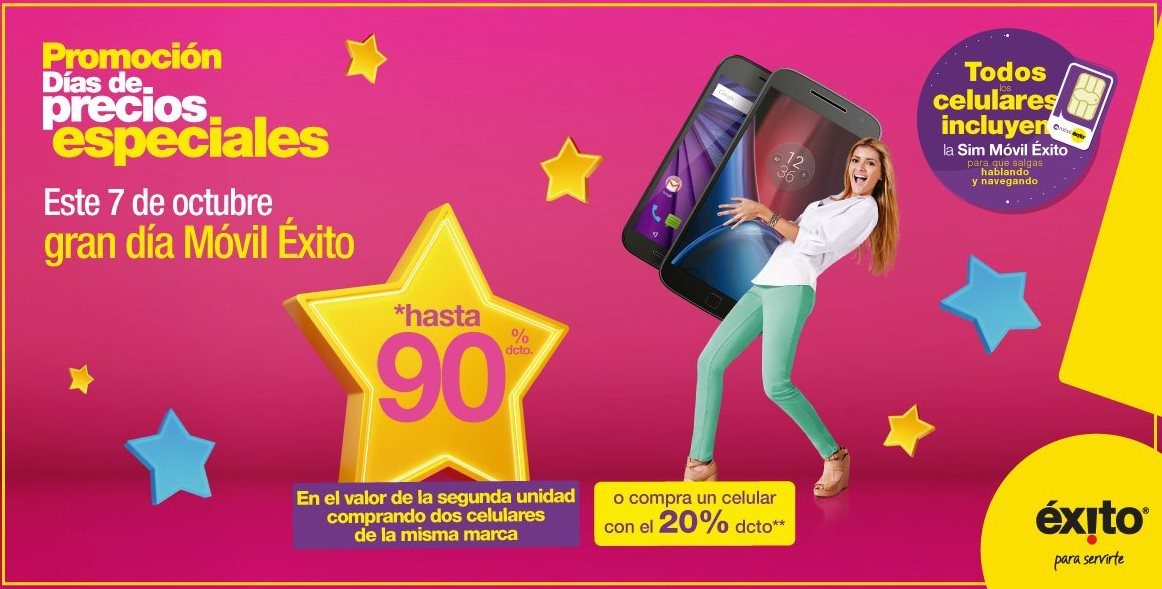 Promoción
Días de
precios
especiales
Este 7 de octubre
gran día Móvil Éxito
*hasta
90
%
dcto.
En el valor de la segunda unidad
comprando dos celulares
de la misma marca
o compra un celular
con el 20% dcto**
Google
12
36
Todos
los
celulares
incluyen
la Sim Móvil Éxito
para que salgas
hablando
y navegando
móviléxito
éxito®
para servirte